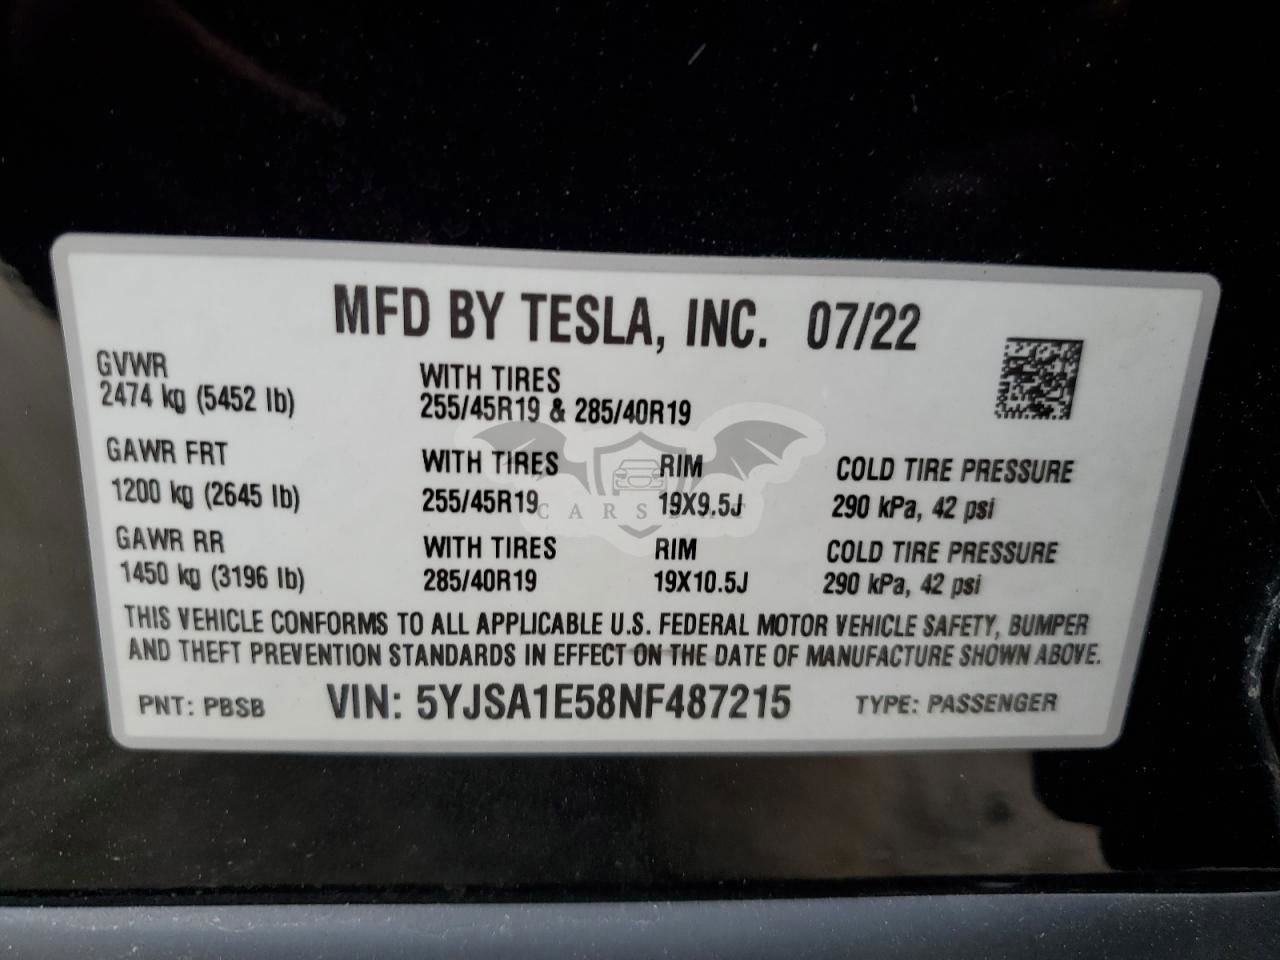 MFD BY TESLA, INC. 07/22
GVWR
2474 kg (5452 lb)
WITH TIRES
255/45R19 & 285/40R19
GAWR FRT
1200 kg (2645 lb)
WITH TIRES
255/45R19
RIM
19X9.5J
COLD TIRE PRESSURE
290 kPa, 42 psi
GAWR RR
1450 kg (3196 lb)
WITH TIRES
285/40R19
RIM
19X10.5J
COLD TIRE PRESSURE
290 kPa, 42 psi
THIS VEHICLE CONFORMS TO ALL APPLICABLE U.S. FEDERAL MOTOR VEHICLE SAFETY, BUMPER
AND THEFT PREVENTION STANDARDS IN EFFECT ON THE DATE OF MANUFACTURE SHOWN ABOVE.
PNT: PBSB VIN: 5YJSA1E58NF487215 TYPE: PASSENGER